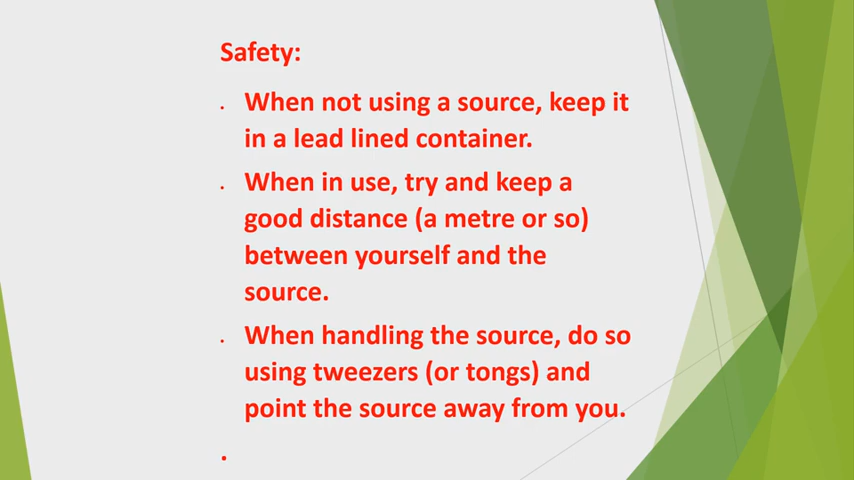 Safety:
. When not using a source, keep it
in a lead lined container.
. When in use, try and keep a
good distance (a metre or so)
between yourself and the
source.
. When handling the source, do so
using tweezers (or tongs) and
point the source away from you.
.